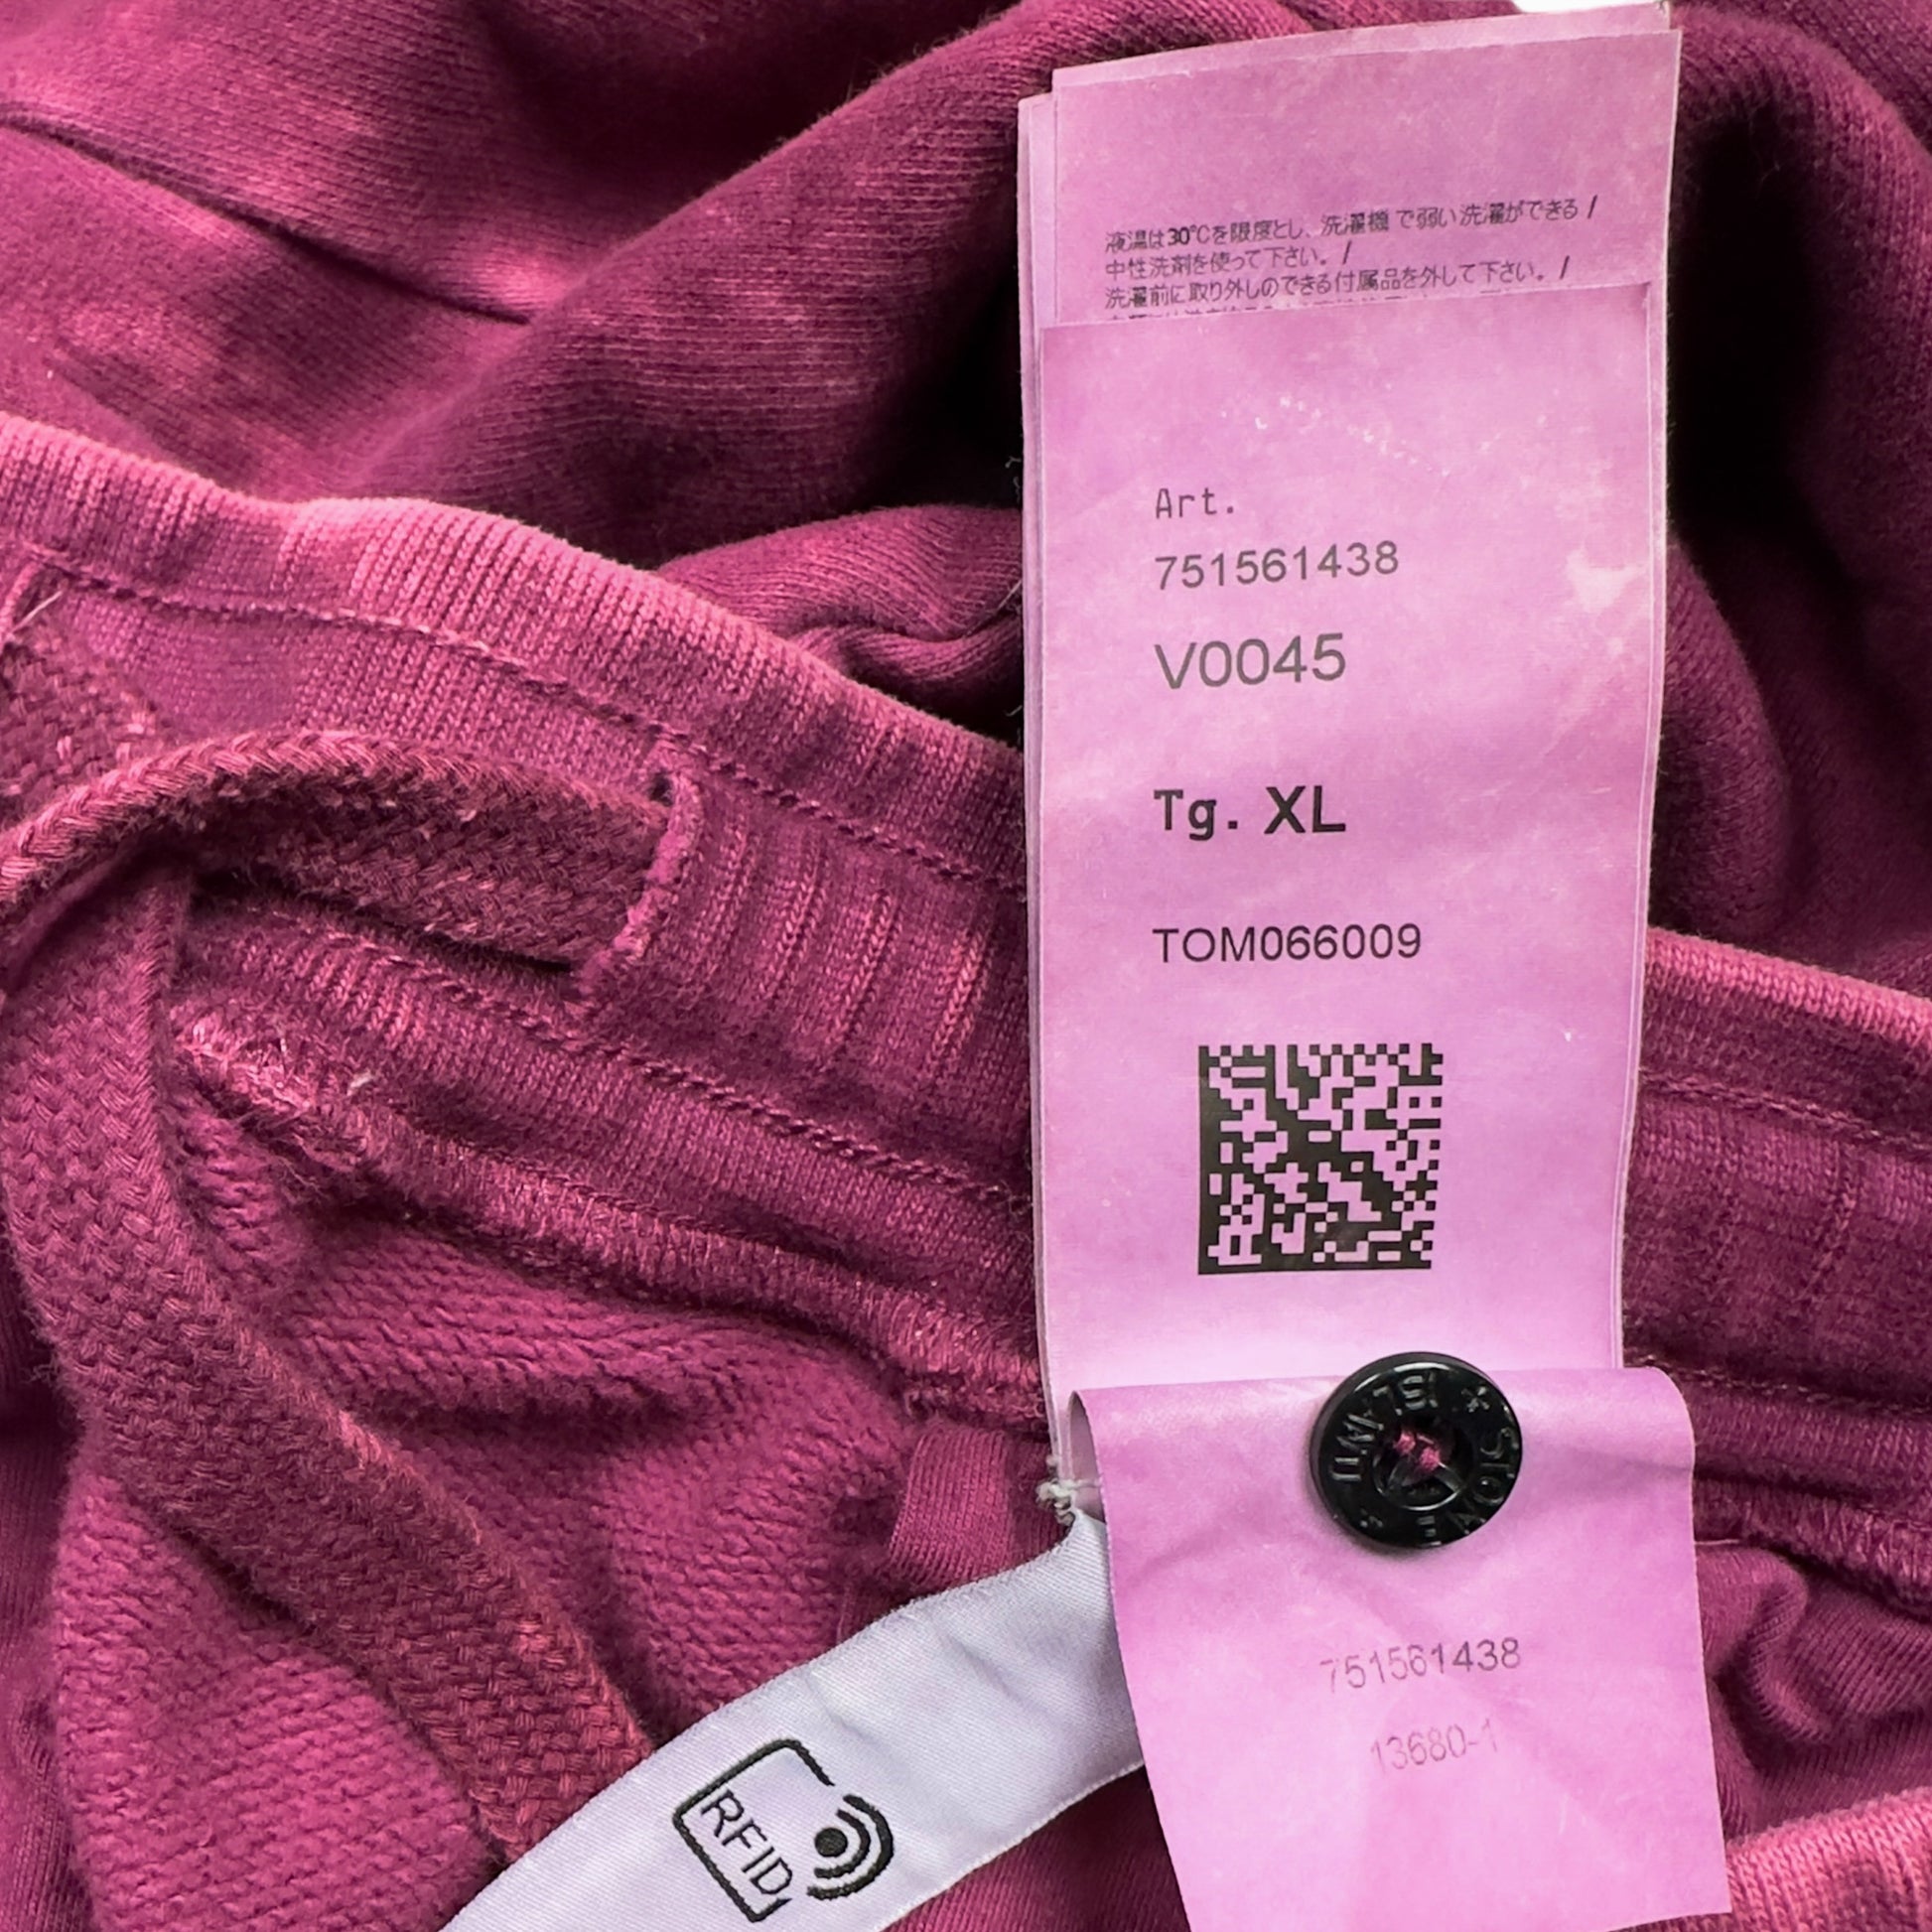 液温は30℃を限度とし、洗濯機 で弱い洗濯ができる /
中性洗剤を使って下さい。 /
洗濯前に取り外しのできる付属品を外して下さい。 /
Art.
751561438
V0045
Tg. XL
TOM066009
STONE ISLAND
751561438
13680-1
RFID